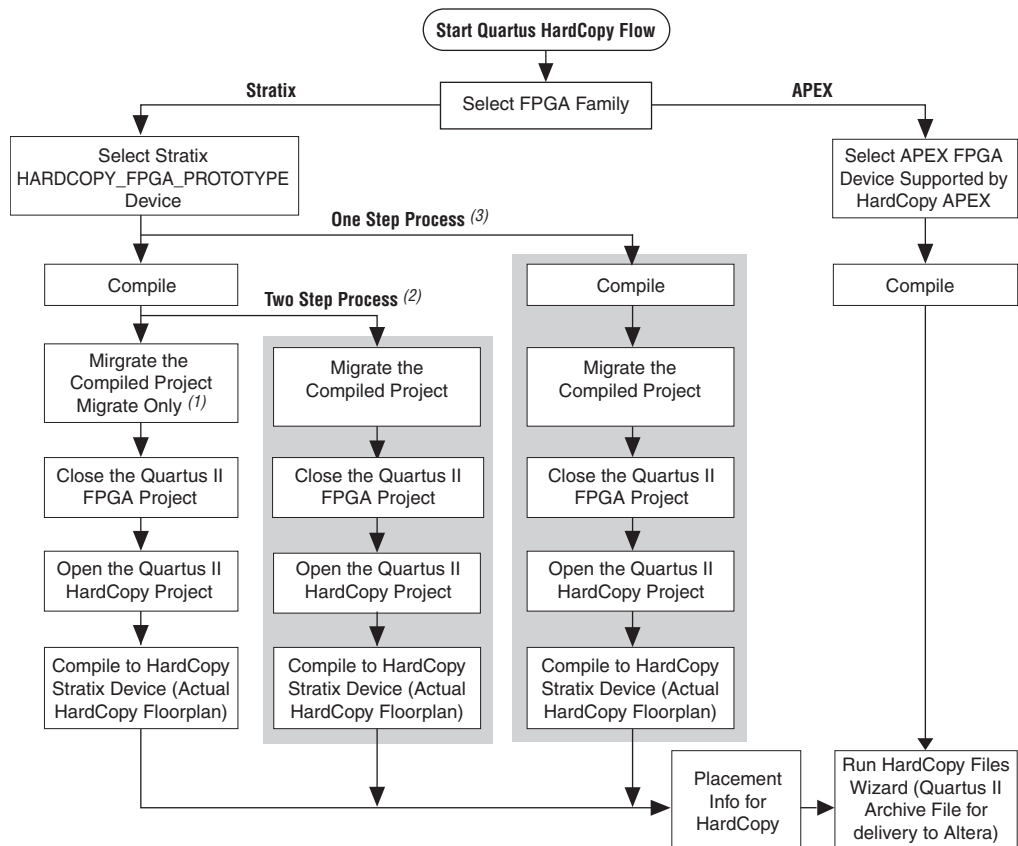 Start Quartus HardCopy Flow
Stratix
Select FPGA Family
APEX
Select Stratix
HARDCOPY_FPGA_PROTOTYPE
Device
Select APEX FPGA
Device Supported by
HardCopy APEX
One Step Process (3)
Compile
Compile
Compile
Two Step Process (2)
Mirgrate the
Compiled Project
Migrate Only (1)
Migrate the
Compiled Project
Migrate the
Compiled Project
Close the Quartus II
FPGA Project
Close the Quartus II
FPGA Project
Close the Quartus II
FPGA Project
Open the Quartus II
HardCopy Project
Open the Quartus II
HardCopy Project
Open the Quartus II
HardCopy Project
Compile to HardCopy
Stratix Device (Actual
HardCopy Floorplan)
Compile to HardCopy
Stratix Device (Actual
HardCopy Floorplan)
Compile to HardCopy
Stratix Device (Actual
HardCopy Floorplan)
Placement
Info for
HardCopy
Run HardCopy Files
Wizard (Quartus II
Archive File for
delivery to Altera)